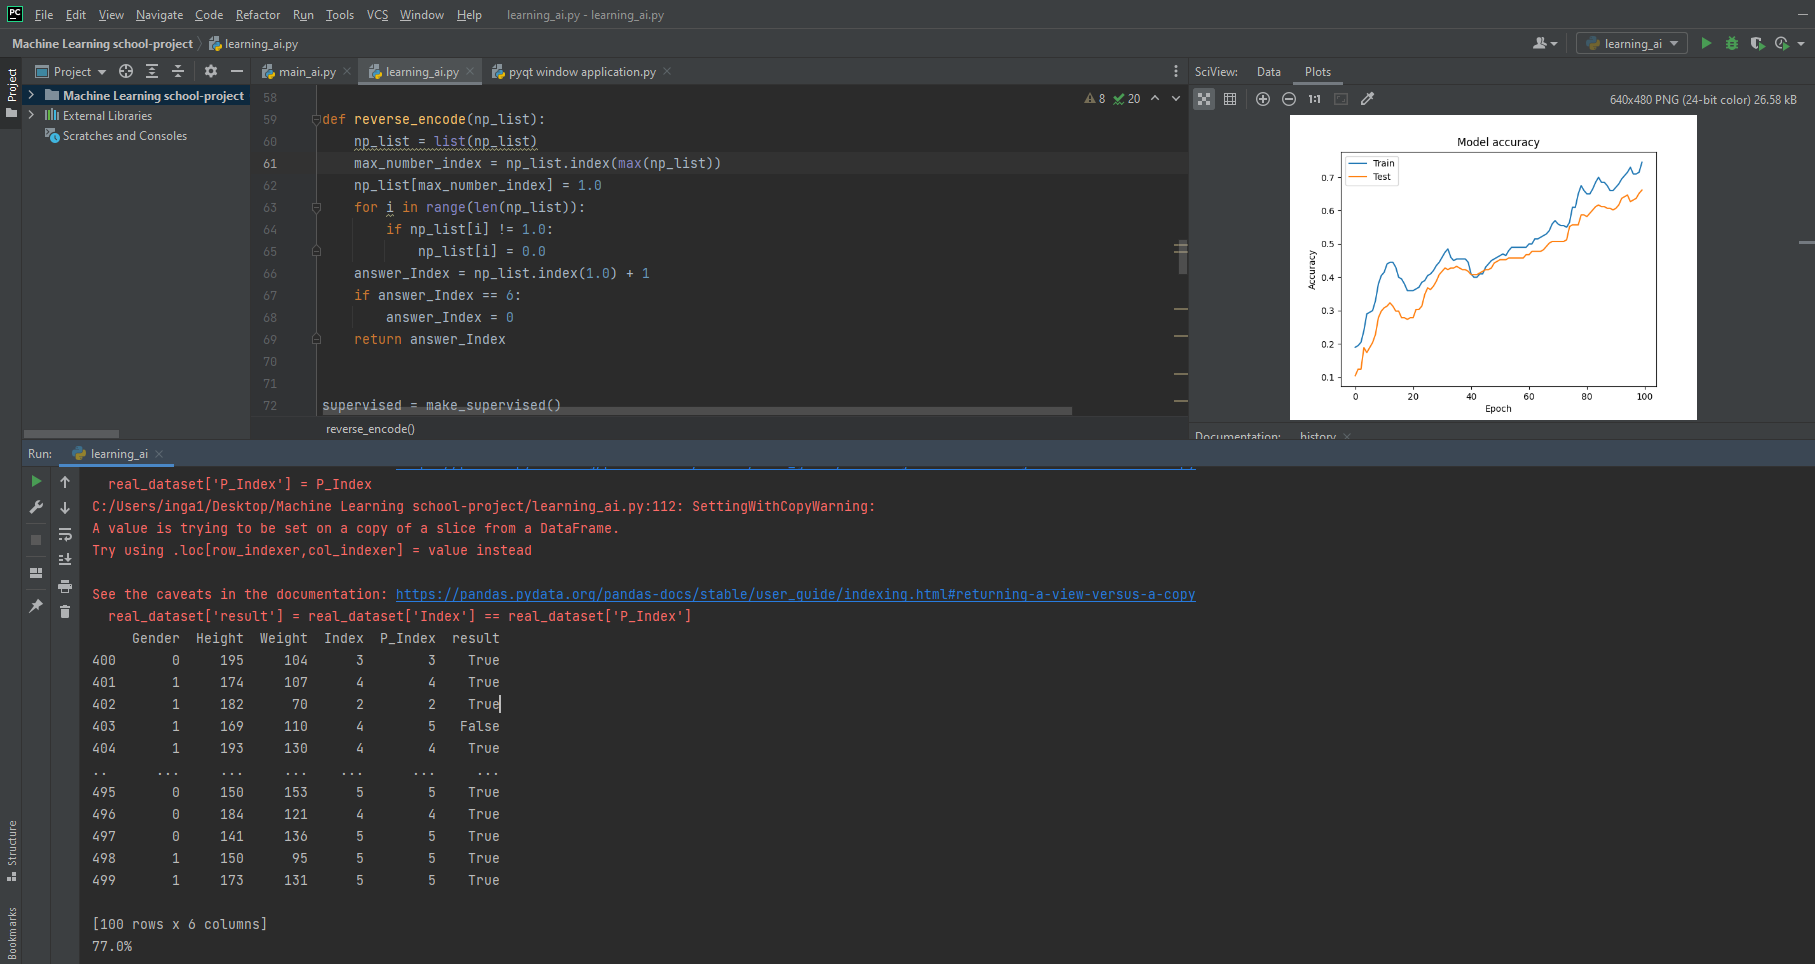 File Edit View Navigate Code Refactor Run Tools VCS Window Help learning_ai.py - learning_ai.py
Machine Learning school-project learning_ai.py
learning_ai
Project
main_ai.py learning_ai.py pyqt window application.py
SciView: Data Plots
Project
Machine Learning school-project
External Libraries
Scratches and Consoles
8 20
1:1
640x480 PNG (24-bit color) 26.58 kB
58
59 def reverse_encode(np_list):
60 np_list = list(np_list)
61 max_number_index = np_list.index(max(np_list))
62 np_list[max_number_index] = 1.0
63 for i in range(len(np_list)):
64 if np_list[i] != 1.0:
65 np_list[i] = 0.0
66 answer_Index = np_list.index(1.0) + 1
67 if answer_Index == 6:
68 answer_Index = 0
69 return answer_Index
70
71
72 supervised = make_supervised()
reverse_encode()
Model accuracy
Train
Test
Accuracy
0.7
0.6
0.5
0.4
0.3
0.2
0.1
0 20 40 60 80 100
Epoch
Documentation: history
Run: learning_ai
real_dataset['P_Index'] = P_Index
C:/Users/inga1/Desktop/Machine Learning school-project/learning_ai.py:112: SettingWithCopyWarning:
A value is trying to be set on a copy of a slice from a DataFrame.
Try using .loc[row_indexer,col_indexer] = value instead
See the caveats in the documentation: https://pandas.pydata.org/pandas-docs/stable/user_guide/indexing.html#returning-a-view-versus-a-copy
real_dataset['result'] = real_dataset['Index'] == real_dataset['P_Index']
Gender Height Weight Index P_Index result
400 0 195 104 3 3 True
401 1 174 107 4 4 True
402 1 182 70 2 2 True
403 1 169 110 4 5 False
404 1 193 130 4 4 True
.. ... ... ... ... ... ...
495 0 150 153 5 5 True
496 0 184 121 4 4 True
497 0 141 136 5 5 True
498 1 150 95 5 5 True
499 1 173 131 5 5 True
[100 rows x 6 columns]
77.0%
Structure
Bookmarks